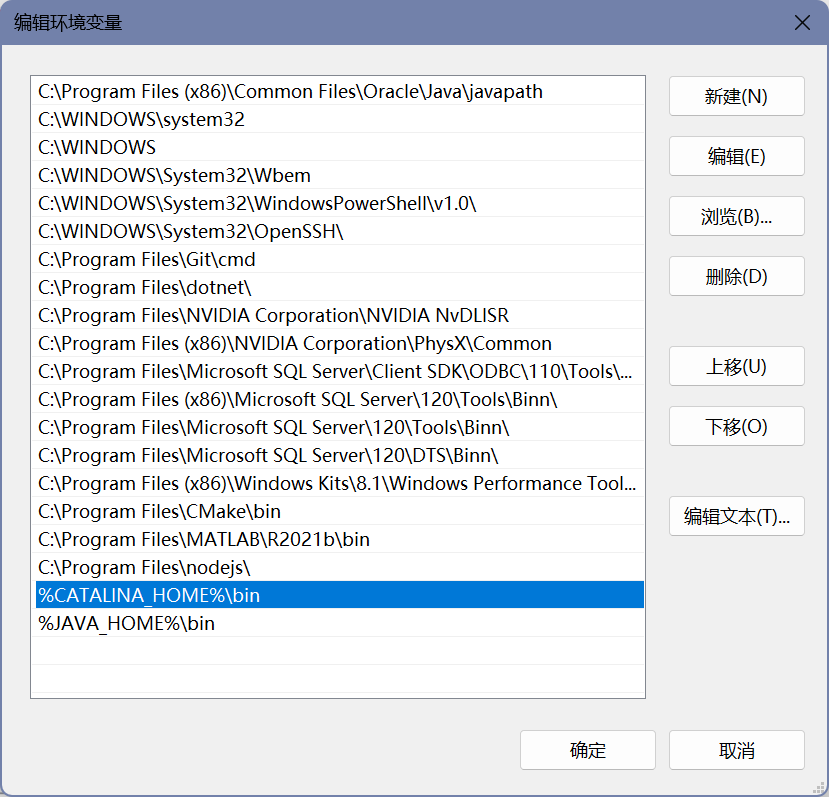 编辑环境变量
C:\Program Files (x86)\Common Files\Oracle\Java\javapath
C:\WINDOWS\system32
C:\WINDOWS
C:\WINDOWS\System32\Wbem
C:\WINDOWS\System32\WindowsPowerShell\v1.0\
C:\WINDOWS\System32\OpenSSH\
C:\Program Files\Git\cmd
C:\Program Files\dotnet\
C:\Program Files\NVIDIA Corporation\NVIDIA NvDLISR
C:\Program Files (x86)\NVIDIA Corporation\PhysX\Common
C:\Program Files\Microsoft SQL Server\Client SDK\ODBC\110\Tools\...
C:\Program Files (x86)\Microsoft SQL Server\120\Tools\Binn\
C:\Program Files\Microsoft SQL Server\120\Tools\Binn\
C:\Program Files\Microsoft SQL Server\120\DTS\Binn\
C:\Program Files (x86)\Windows Kits\8.1\Windows Performance Tool...
C:\Program Files\CMake\bin
C:\Program Files\MATLAB\R2021b\bin
C:\Program Files\nodejs\
%CATALINA_HOME%\bin
%JAVA_HOME%\bin
新建(N)
编辑(E)
浏览(B)...
删除(D)
上移(U)
下移(O)
编辑文本(T)...
确定
取消